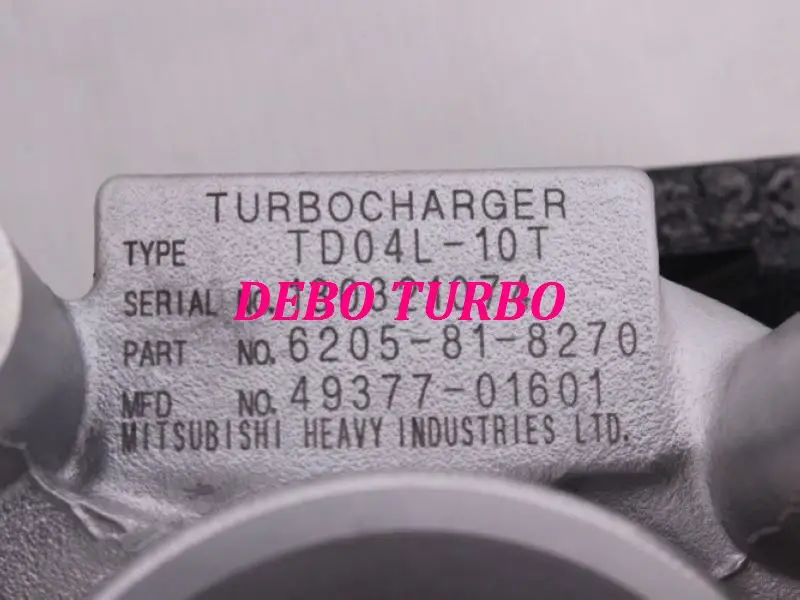 TURBOCHARGER
TYPE TD04L-10T
SERIAL
DEBO TURBO
PART NO. 6205-81-8270
MFD NO. 49377-01601
MITSUBISHI HEAVY INDUSTRIES LTD.